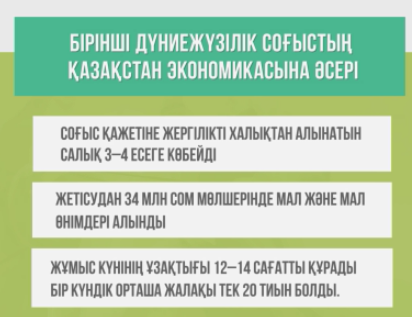 БІРІНШІ ДҮНИЕЖҮЗІЛІК СОҒЫСТЫҢ
ҚАЗАҚСТАН ЭКОНОМИКАСЫНА ӘСЕРІ
СОҒЫС ҚАЖЕТІНЕ ЖЕРГІЛІКТІ ХАЛЫҚТАН АЛЫНАТЫН
САЛЫҚ 3–4 ЕСЕГЕ КӨБЕЙДІ
ЖЕТІСУДАН 34 МЛН СОМ МӨЛШЕРІНДЕ МАЛ ЖӘНЕ МАЛ
ӨНІМДЕРІ АЛЫНДЫ
ЖҰМЫС КҮНІНІҢ ҰЗАҚТЫҒЫ 12–14 САҒАТТЫ ҚҰРАДЫ
БІР КҮНДІК ОРТАША ЖАЛАҚЫ ТЕК 20 ТИЫН БОЛДЫ.